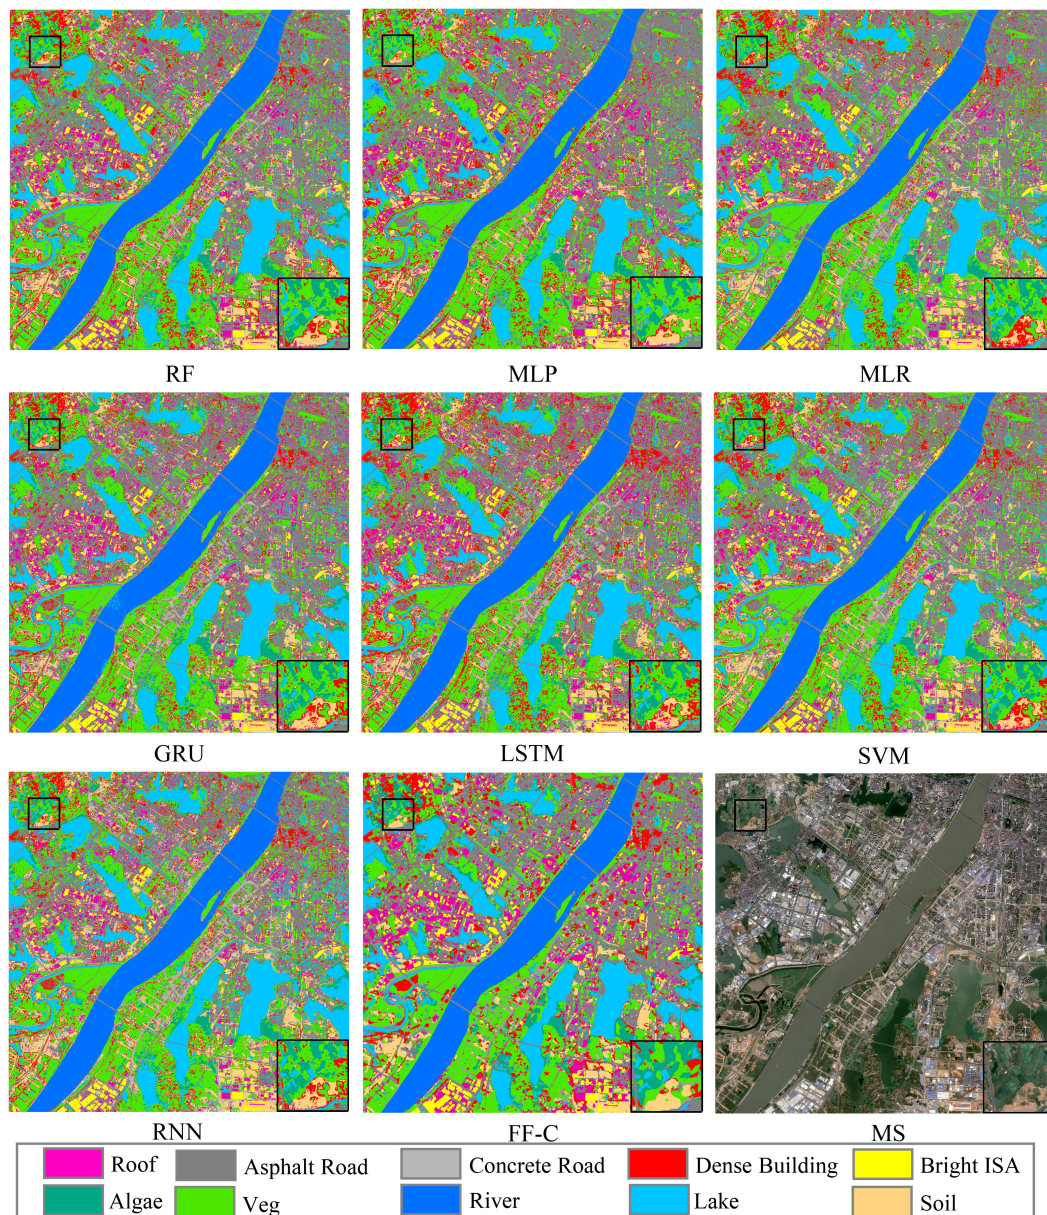 RF MLP MLR
GRU LSTM SVM
RNN FF-C MS
Roof Asphalt Road Concrete Road Dense Building Bright ISA
Algae Veg River Lake Soil